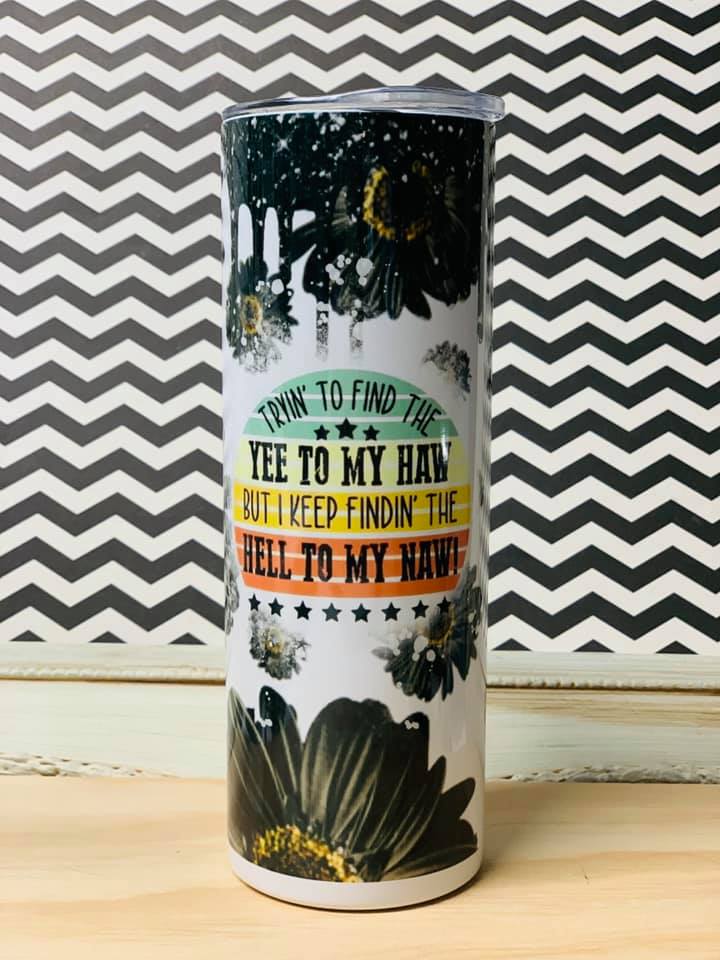 TRYIN' TO FIND THE
YEE TO MY HAW
BUT I KEEP FINDIN' THE
HELL TO MY NAW!